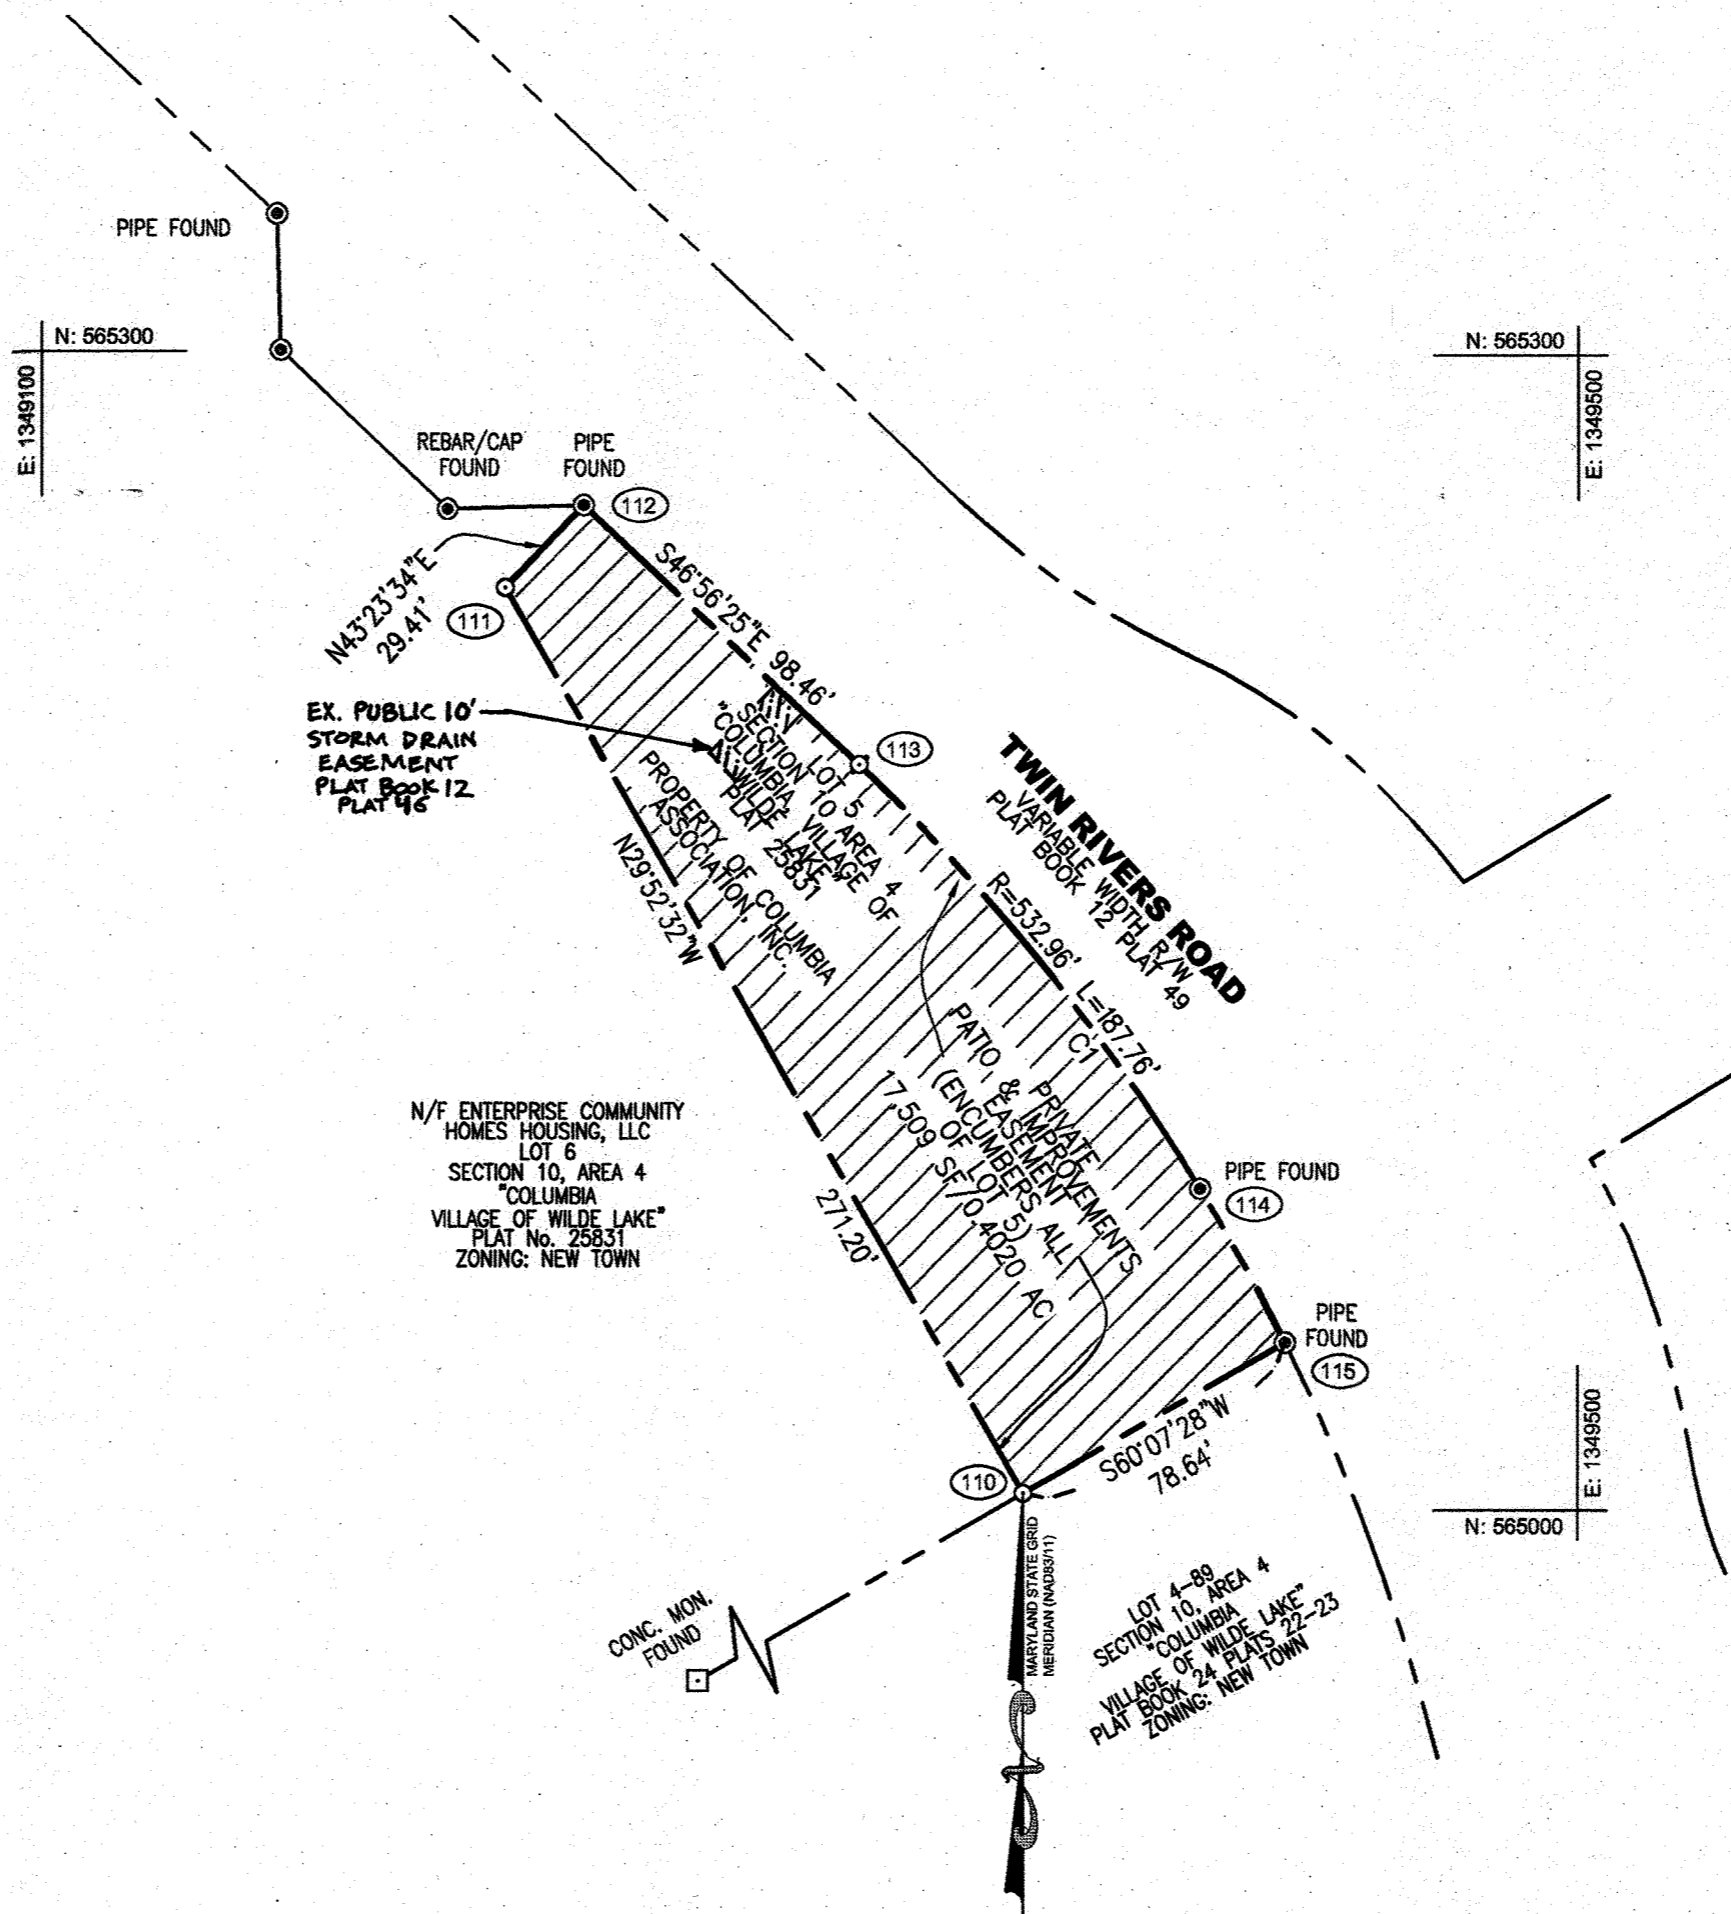 PIPE FOUND
N: 565300
E: 1349100
N: 565300
E: 1349500
REBAR/CAP
FOUND
PIPE
FOUND
112
N43°23'34"E
29.41'
111
S46°56'25"E 98.46'
113
EX. PUBLIC 10'
STORM DRAIN
EASEMENT
PLAT BOOK 12
PLAT 46
LOT 5
SECTION 10 AREA 4
"COLUMBIA
VILLAGE OF
WILDE LAKE"
PLAT 25831
PROPERTY OF COLUMBIA
ASSOCIATION, INC.
N29°52'32"W
271.20'
TWIN RIVERS ROAD
VARIABLE WIDTH R/W
PLAT BOOK 12 PLAT 49
R=532.96' L=187.76'
C1
PRIVATE
PATIO, & IMPROVEMENTS
EASEMENT
(ENCUMBERS ALL
OF LOT 5)
17,509 SF/0.4020 AC
N/F ENTERPRISE COMMUNITY
HOMES HOUSING, LLC
LOT 6
SECTION 10, AREA 4
"COLUMBIA
VILLAGE OF WILDE LAKE"
PLAT No. 25831
ZONING: NEW TOWN
PIPE FOUND
114
PIPE
FOUND
115
S60°07'28"W
78.64'
110
E: 1349500
N: 565000
MARYLAND STATE GRID
MERIDIAN (NAD83/11)
CONC. MON.
FOUND
LOT 4-89
SECTION 10, AREA 4
"COLUMBIA
VILLAGE OF WILDE LAKE"
PLAT BOOK 24 PLATS 22-23
ZONING: NEW TOWN